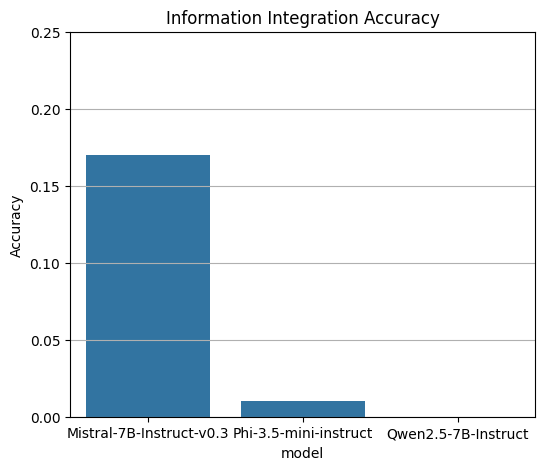 Information Integration Accuracy
0.25
0.20
0.15
0.10
0.05
0.00
Accuracy
Mistral-7B-Instruct-v0.3 Phi-3.5-mini-instruct Qwen2.5-7B-Instruct
model